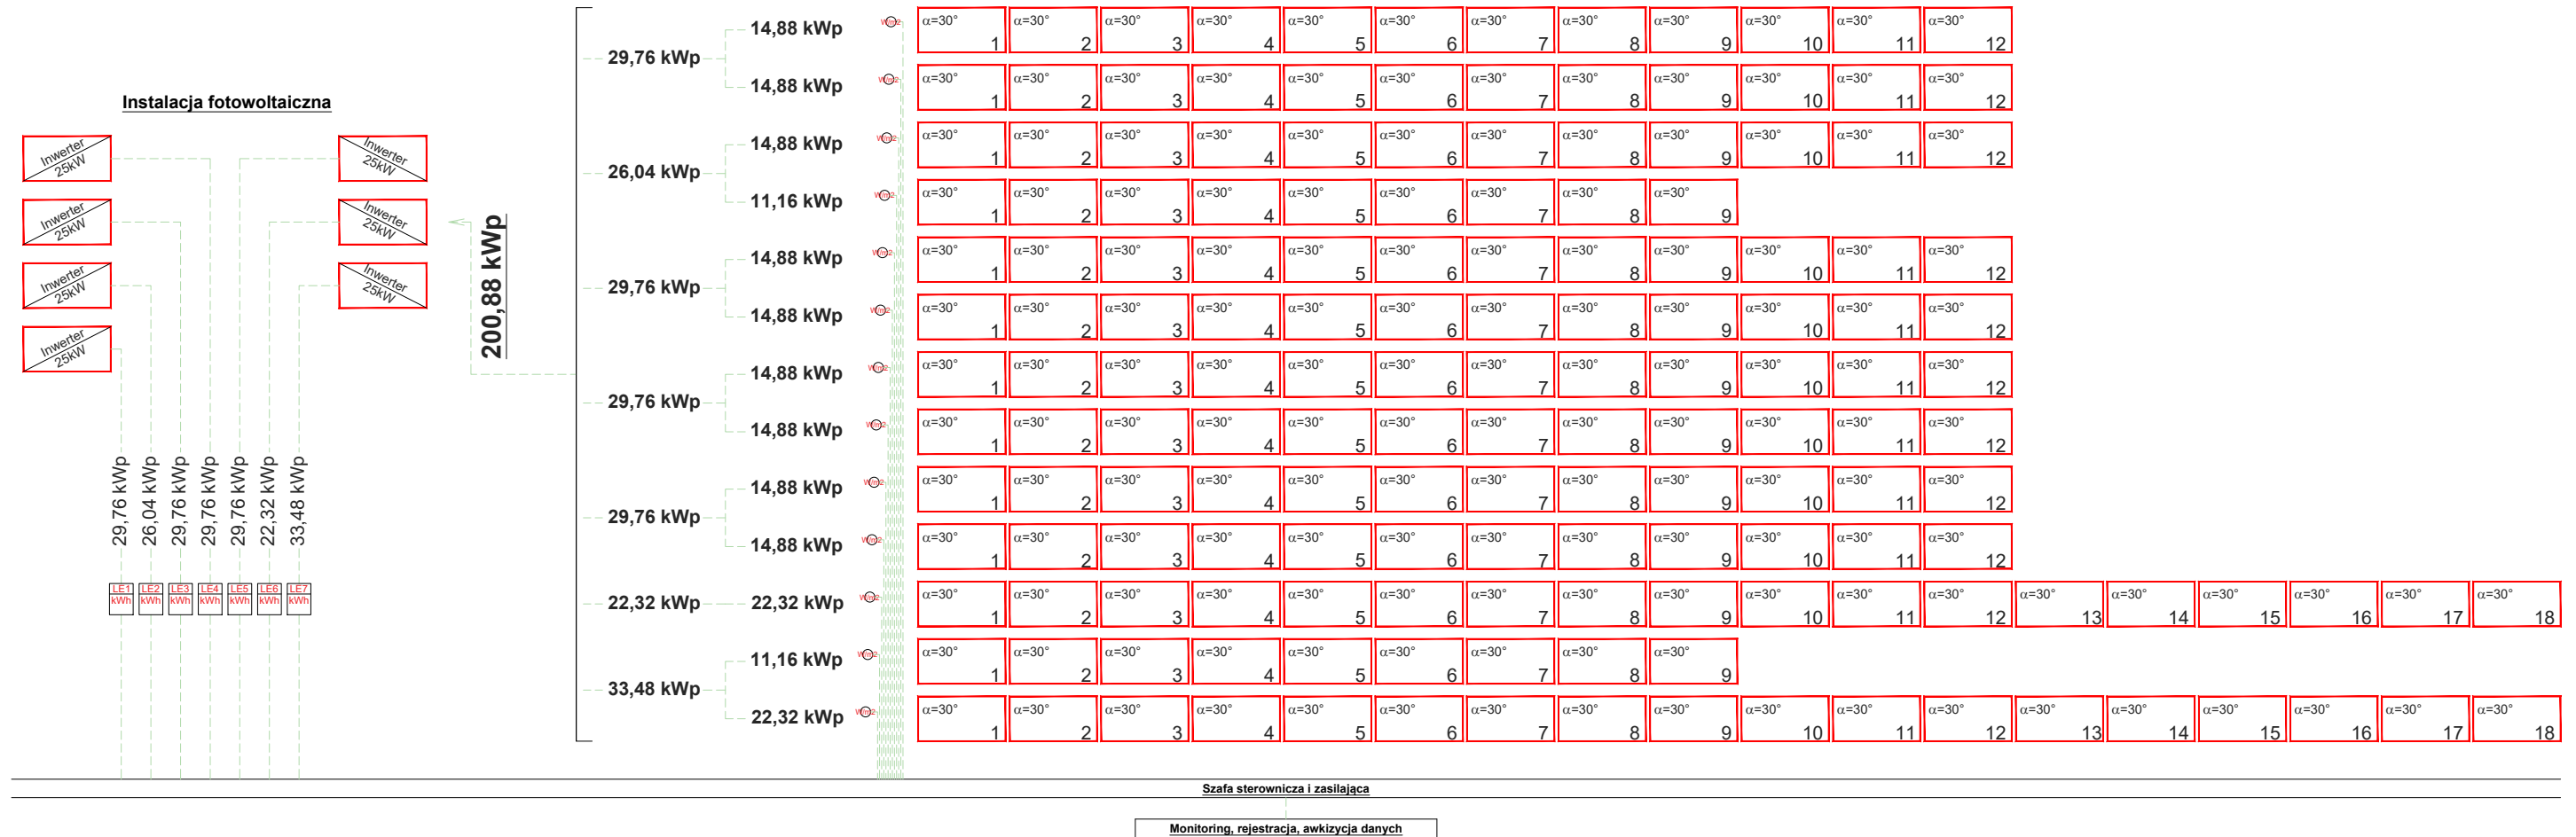 Instalacja fotowoltaiczna
Inwerter
25kW
Inwerter
25kW
Inwerter
25kW
Inwerter
25kW
Inwerter
25kW
Inwerter
25kW
Inwerter
25kW
29,76 kWp
26,04 kWp
29,76 kWp
29,76 kWp
29,76 kWp
22,32 kWp
33,48 kWp
LE1 LE2 LE3 LE4 LE5 LE6 LE7
kWh kWh kWh kWh kWh kWh kWh
200,88 kWp
29,76 kWp
26,04 kWp
29,76 kWp
29,76 kWp
29,76 kWp
22,32 kWp
33,48 kWp
14,88 kWp W/m2 α=30° α=30° α=30° α=30° α=30° α=30° α=30° α=30° α=30° α=30° α=30° α=30°
1 2 3 4 5 6 7 8 9 10 11 12
14,88 kWp W/m2 α=30° α=30° α=30° α=30° α=30° α=30° α=30° α=30° α=30° α=30° α=30° α=30°
1 2 3 4 5 6 7 8 9 10 11 12
14,88 kWp W/m2 α=30° α=30° α=30° α=30° α=30° α=30° α=30° α=30° α=30° α=30° α=30° α=30°
1 2 3 4 5 6 7 8 9 10 11 12
11,16 kWp W/m2 α=30° α=30° α=30° α=30° α=30° α=30° α=30° α=30° α=30°
1 2 3 4 5 6 7 8 9
14,88 kWp W/m2 α=30° α=30° α=30° α=30° α=30° α=30° α=30° α=30° α=30° α=30° α=30° α=30°
1 2 3 4 5 6 7 8 9 10 11 12
14,88 kWp W/m2 α=30° α=30° α=30° α=30° α=30° α=30° α=30° α=30° α=30° α=30° α=30° α=30°
1 2 3 4 5 6 7 8 9 10 11 12
14,88 kWp W/m2 α=30° α=30° α=30° α=30° α=30° α=30° α=30° α=30° α=30° α=30° α=30° α=30°
1 2 3 4 5 6 7 8 9 10 11 12
14,88 kWp W/m2 α=30° α=30° α=30° α=30° α=30° α=30° α=30° α=30° α=30° α=30° α=30° α=30°
1 2 3 4 5 6 7 8 9 10 11 12
14,88 kWp W/m2 α=30° α=30° α=30° α=30° α=30° α=30° α=30° α=30° α=30° α=30° α=30° α=30°
1 2 3 4 5 6 7 8 9 10 11 12
14,88 kWp W/m2 α=30° α=30° α=30° α=30° α=30° α=30° α=30° α=30° α=30° α=30° α=30° α=30°
1 2 3 4 5 6 7 8 9 10 11 12
22,32 kWp W/m2 α=30° α=30° α=30° α=30° α=30° α=30° α=30° α=30° α=30° α=30° α=30° α=30° α=30° α=30° α=30° α=30° α=30° α=30°
1 2 3 4 5 6 7 8 9 10 11 12 13 14 15 16 17 18
11,16 kWp W/m2 α=30° α=30° α=30° α=30° α=30° α=30° α=30° α=30° α=30°
1 2 3 4 5 6 7 8 9
22,32 kWp W/m2 α=30° α=30° α=30° α=30° α=30° α=30° α=30° α=30° α=30° α=30° α=30° α=30° α=30° α=30° α=30° α=30° α=30° α=30°
1 2 3 4 5 6 7 8 9 10 11 12 13 14 15 16 17 18
Szafa sterownicza i zasilająca
Monitoring, rejestracja, awkizycja danych